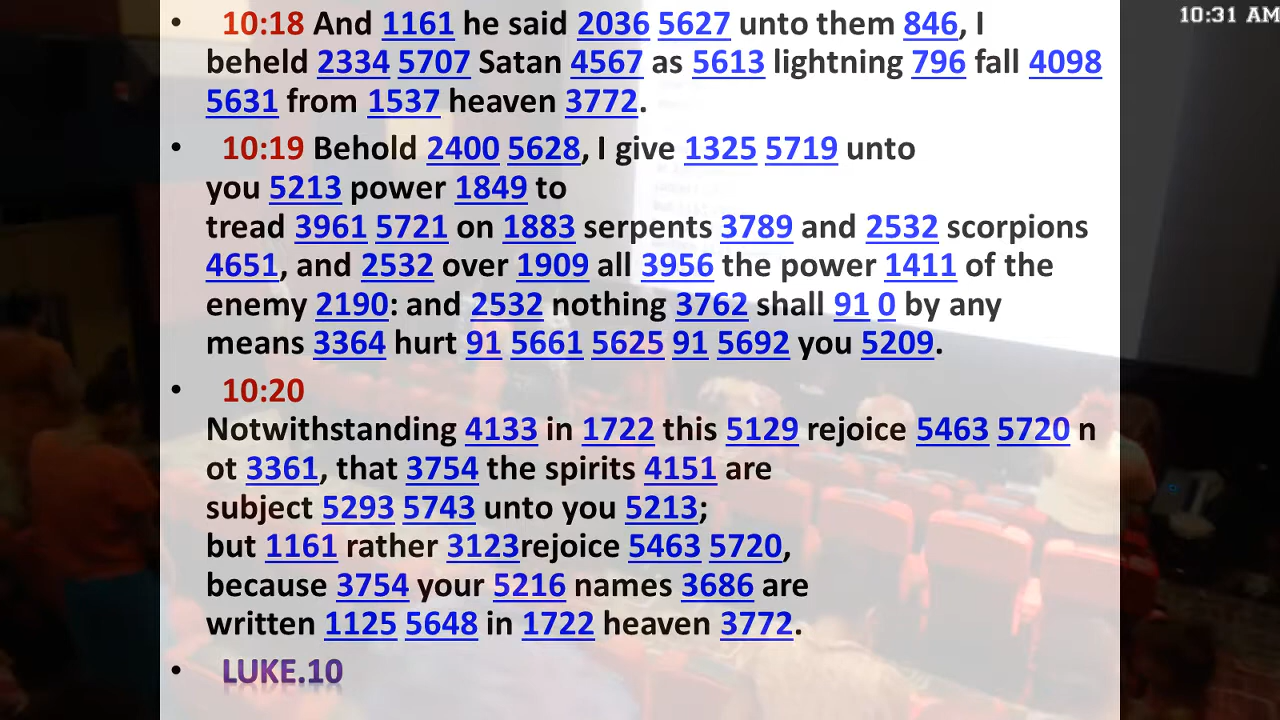 10:31 AM
• 10:18 And 1161 he said 2036 5627 unto them 846, I
beheld 2334 5707 Satan 4567 as 5613 lightning 796 fall 4098
5631 from 1537 heaven 3772.
• 10:19 Behold 2400 5628, I give 1325 5719 unto
you 5213 power 1849 to
tread 3961 5721 on 1883 serpents 3789 and 2532 scorpions
4651, and 2532 over 1909 all 3956 the power 1411 of the
enemy 2190: and 2532 nothing 3762 shall 91 0 by any
means 3364 hurt 91 5661 5625 91 5692 you 5209.
• 10:20
Notwithstanding 4133 in 1722 this 5129 rejoice 5463 5720 n
ot 3361, that 3754 the spirits 4151 are
subject 5293 5743 unto you 5213;
but 1161 rather 3123rejoice 5463 5720,
because 3754 your 5216 names 3686 are
written 1125 5648 in 1722 heaven 3772.
• LUKE.10